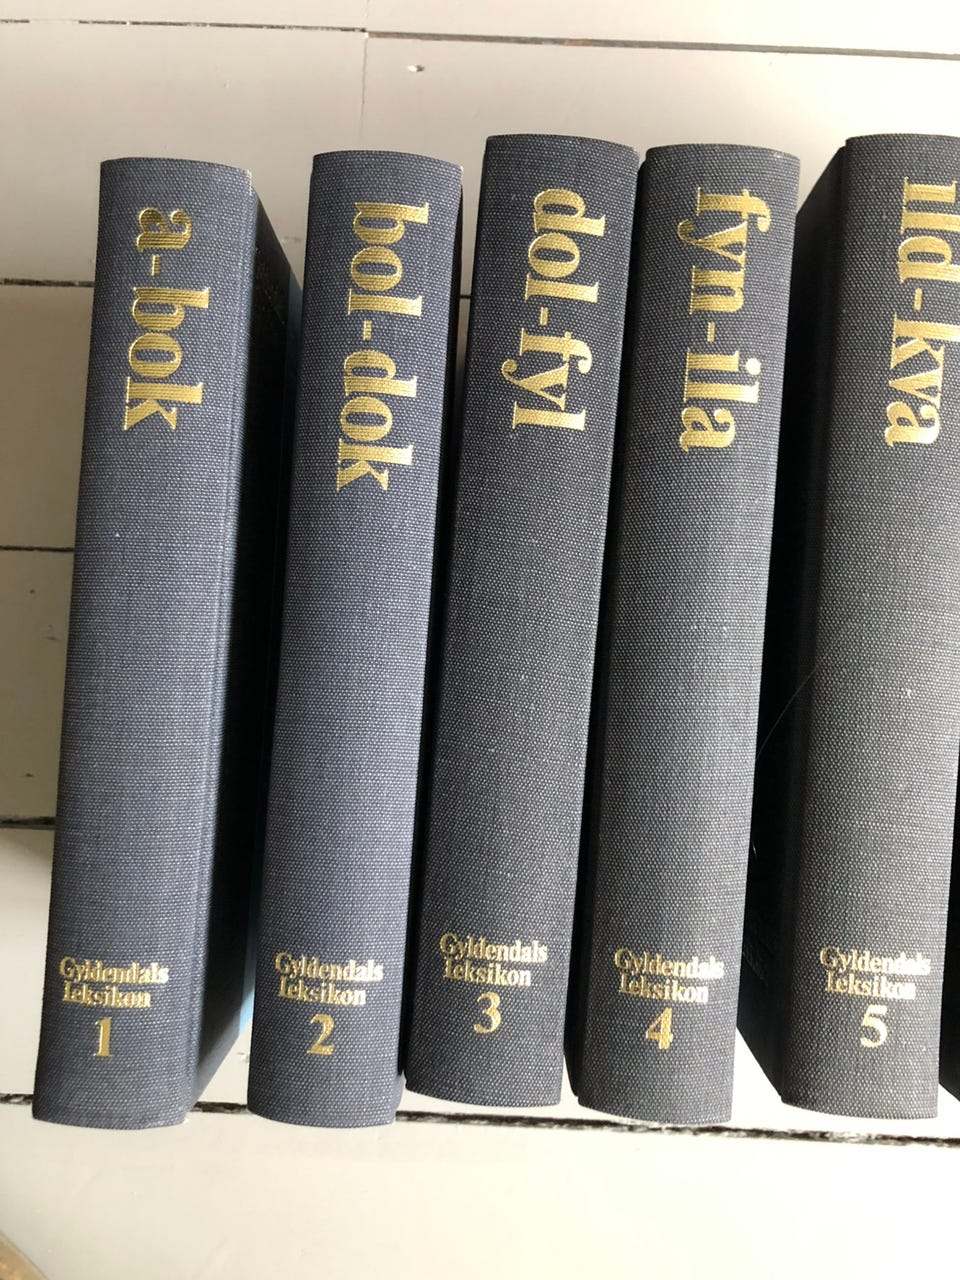 a-bok
Gyldendals
leksikon
1
bol-dok
Gyldendals
leksikon
2
dol-fyl
Gyldendals
leksikon
3
fyn-ila
Gyldendals
leksikon
4
ild-kva
Gyldendals
leksikon
5